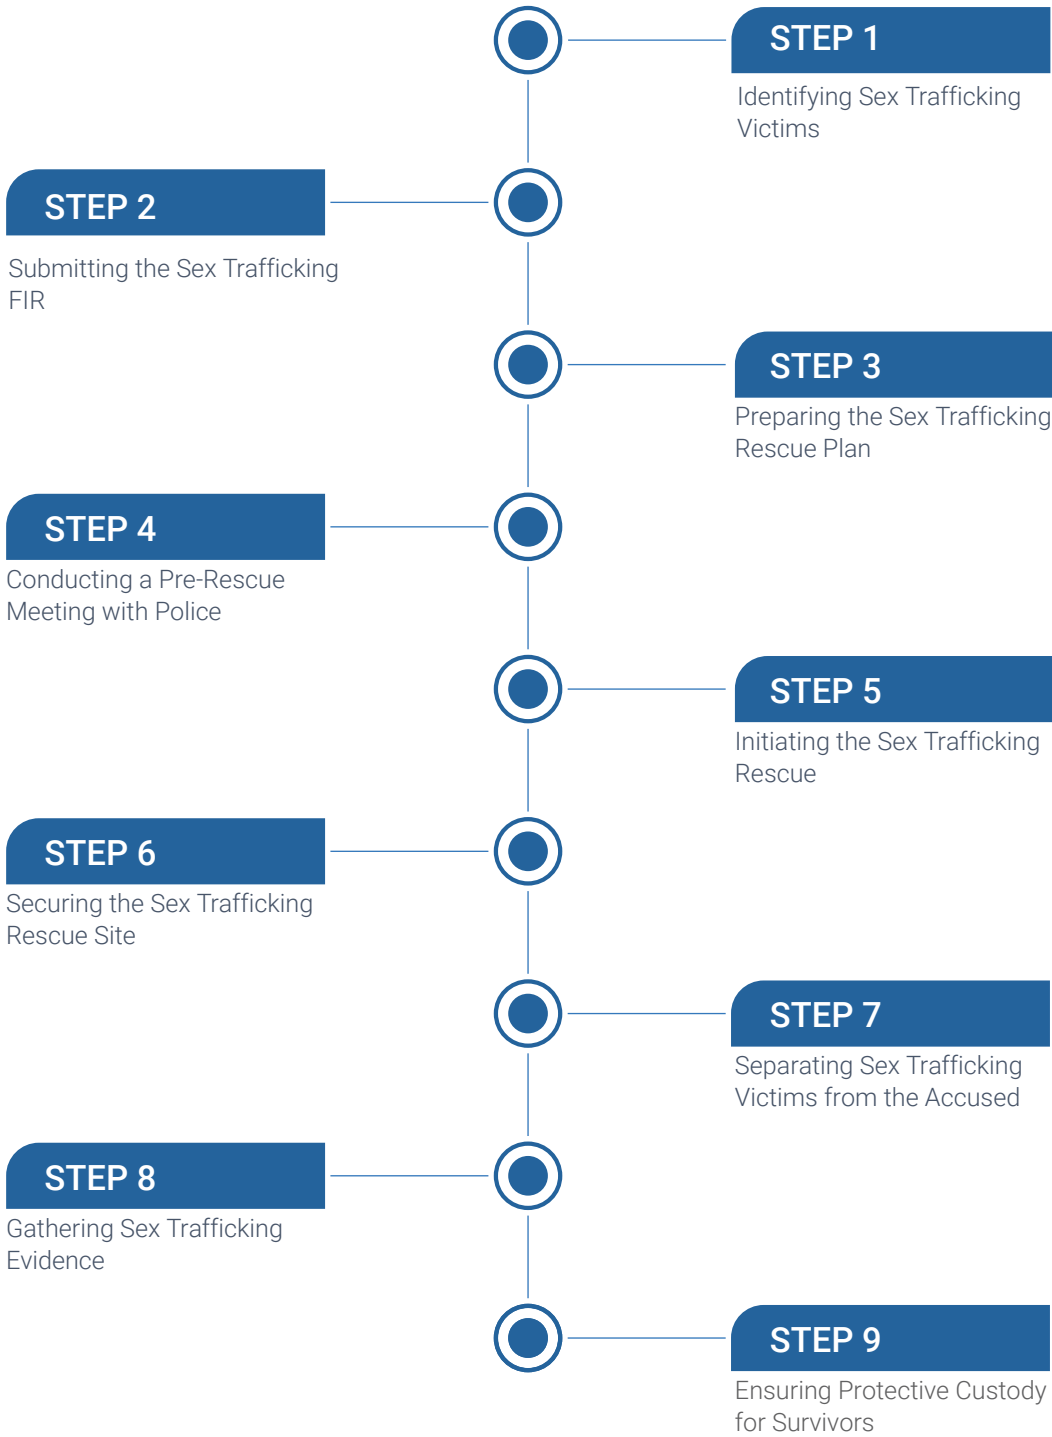 STEP 1
Identifying Sex Trafficking
Victims
STEP 2
Submitting the Sex Trafficking
FIR
STEP 3
Preparing the Sex Trafficking
Rescue Plan
STEP 4
Conducting a Pre-Rescue
Meeting with Police
STEP 5
Initiating the Sex Trafficking
Rescue
STEP 6
Securing the Sex Trafficking
Rescue Site
STEP 7
Separating Sex Trafficking
Victims from the Accused
STEP 8
Gathering Sex Trafficking
Evidence
STEP 9
Ensuring Protective Custody
for Survivors